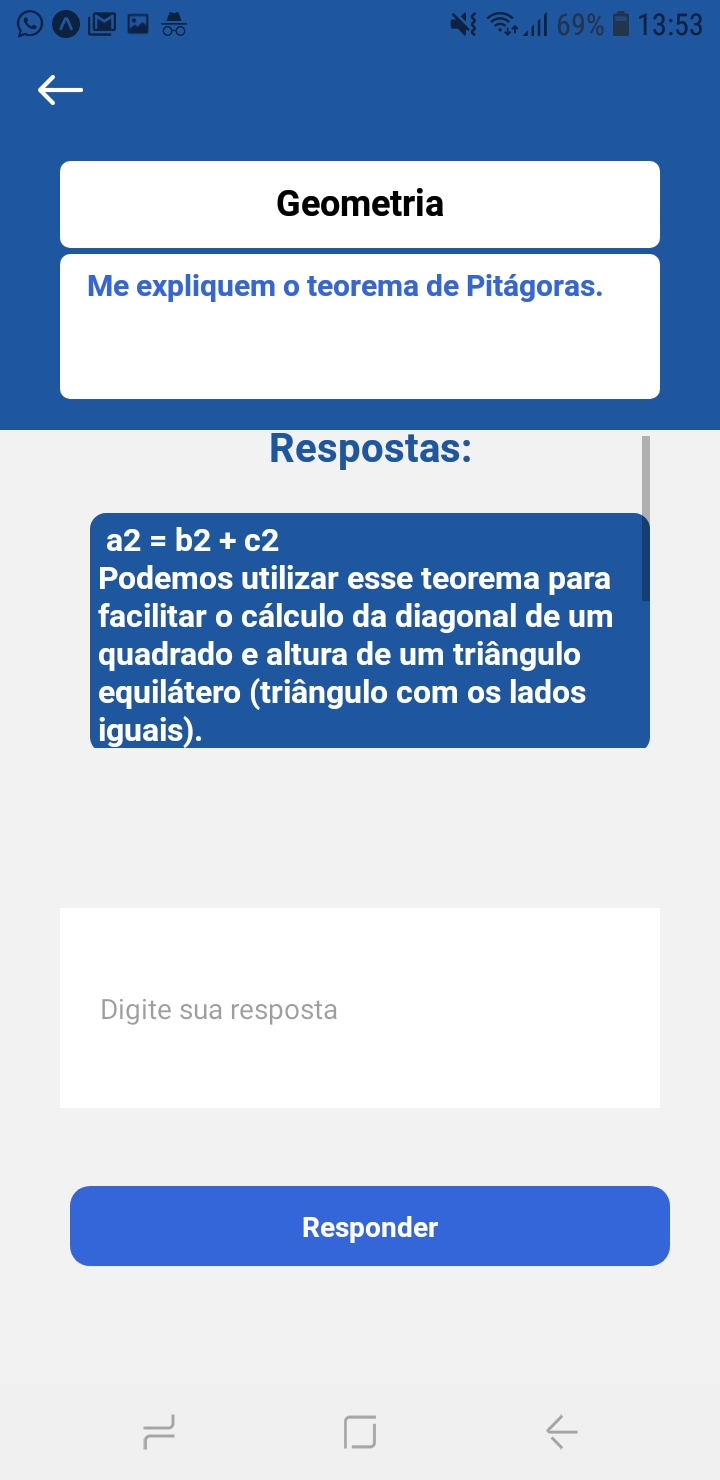 69% 13:53
Geometria
Me expliquem o teorema de Pitágoras.
Respostas:
a2 = b2 + c2
Podemos utilizar esse teorema para
facilitar o cálculo da diagonal de um
quadrado e altura de um triângulo
equilátero (triângulo com os lados
iguais).
Digite sua resposta
Responder